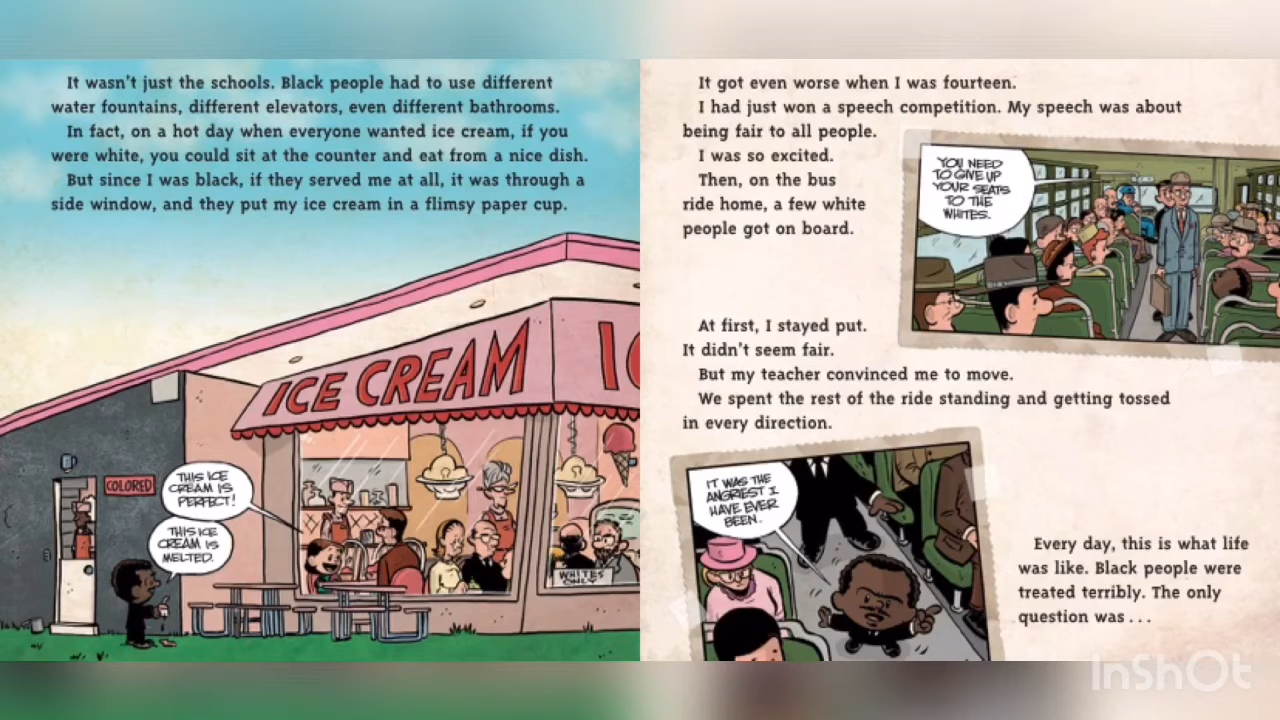 It wasn't just the schools. Black people had to use different
water fountains, different elevators, even different bathrooms.
In fact, on a hot day when everyone wanted ice cream, if you
were white, you could sit at the counter and eat from a nice dish.
But since I was black, if they served me at all, it was through a
side window, and they put my ice cream in a flimsy paper cup.
ICE CREAM
IC
COLORED
THIS ICE
CREAM IS
PERFECT!
THIS ICE
CREAM IS
MELTED.
WHITES
ONLY
It got even worse when I was fourteen.
I had just won a speech competition. My speech was about
being fair to all people.
I was so excited.
Then, on the bus
ride home, a few white
people got on board.
YOU NEED
TO GIVE UP
YOUR SEATS
TO THE
WHITES.
At first, I stayed put.
It didn't seem fair.
But my teacher convinced me to move.
We spent the rest of the ride standing and getting tossed
in every direction.
IT WAS THE
ANGRIEST I
HAVE EVER
BEEN.
Every day, this is what life
was like. Black people were
treated terribly. The only
question was . . .
InShOt